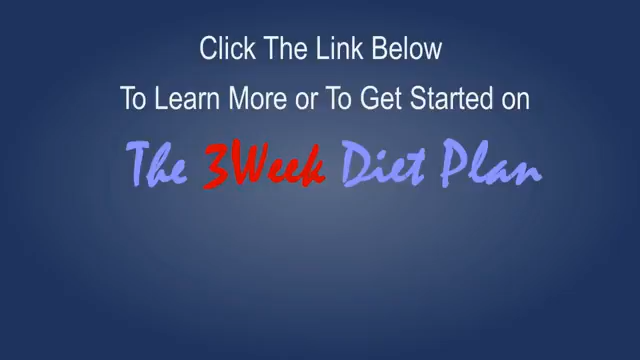 Click The Link Below
To Learn More or To Get Started on
The 3Week Diet Plan